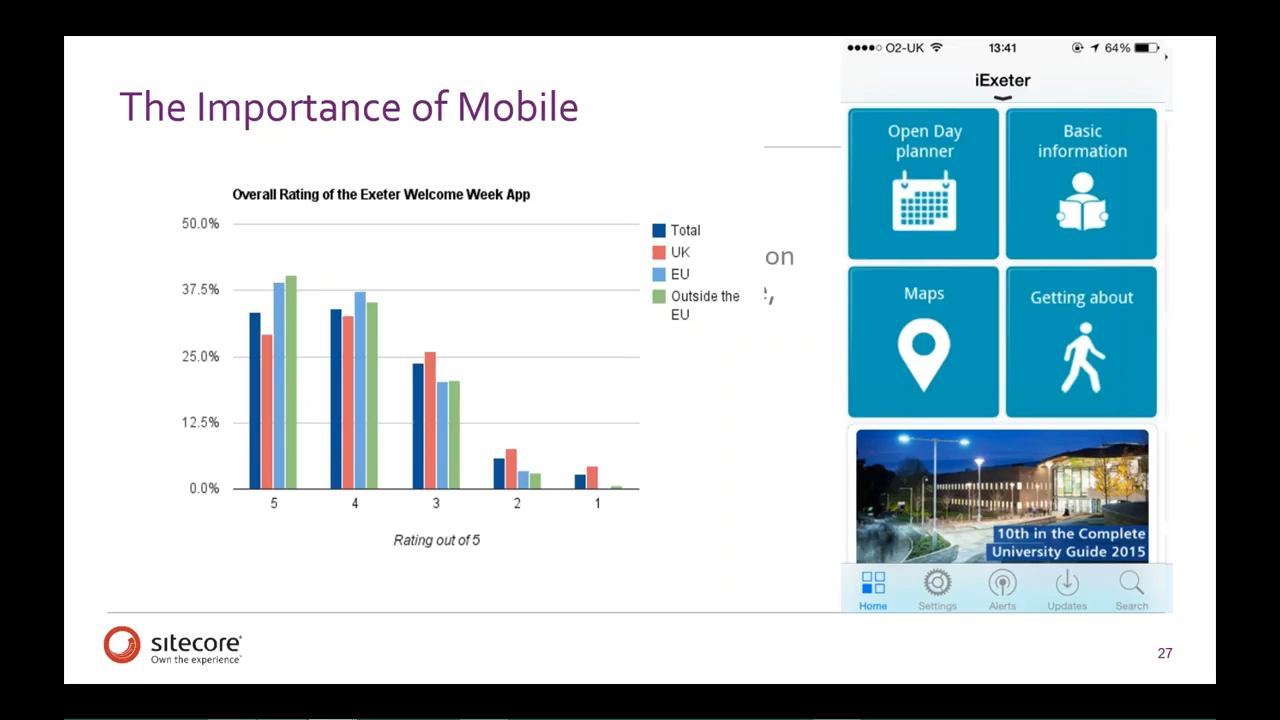 The Importance of Mobile
Overall Rating of the Exeter Welcome Week App
50.0%
37.5%
25.0%
12.5%
0.0%
5
4
3
2
1
Rating out of 5
Total
UK
EU
Outside the
EU
on
O2-UK
13:41
64%
iExeter
Open Day
planner
Basic
information
Maps
Getting about
10th in the Complete
University Guide 2015
Home
Settings
Alerts
Updates
Search
sitecore
Own the experience
27